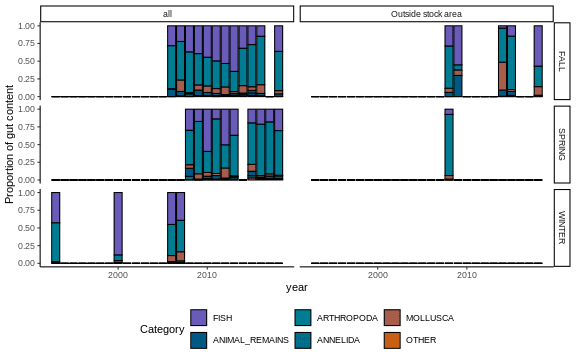 all
Outside stock area
1.00
0.75
0.50
0.25
0.00
FALL
1.00
0.75
0.50
0.25
0.00
SPRING
1.00
0.75
0.50
0.25
0.00
WINTER
Proportion of gut content
2000
2010
2000
2010
year
Category
FISH
ARTHROPODA
MOLLUSCA
ANIMAL_REMAINS
ANNELIDA
OTHER